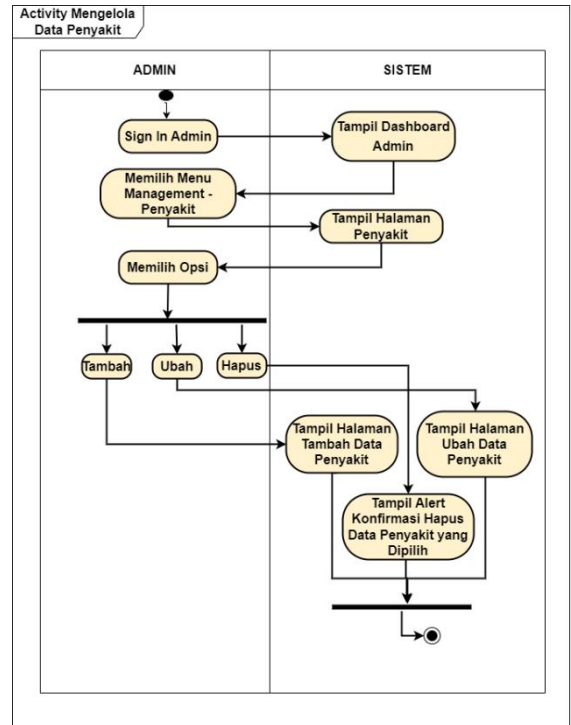 Activity Mengelola
Data Penyakit
ADMIN
SISTEM
Sign In Admin
Tampil Dashboard
Admin
Memilih Menu
Management -
Penyakit
Tampil Halaman
Penyakit
Memilih Opsi
Tambah
Ubah
Hapus
Tampil Halaman
Tambah Data
Penyakit
Tampil Halaman
Ubah Data
Penyakit
Tampil Alert
Konfirmasi Hapus
Data Penyakit yang
Dipilih